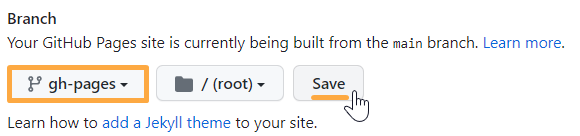 Branch
Your GitHub Pages site is currently being built from the main branch. Learn more.
gh-pages / (root) Save
Learn how to add a Jekyll theme to your site.